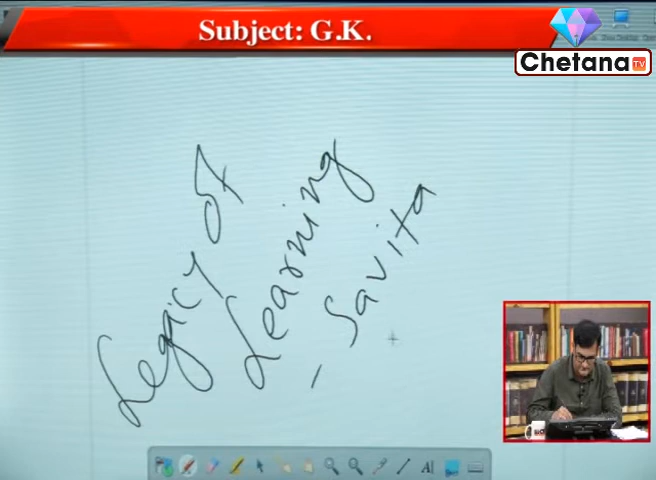 Subject: G.K.
Chetana TV
Legacy of
Learning
- Savita